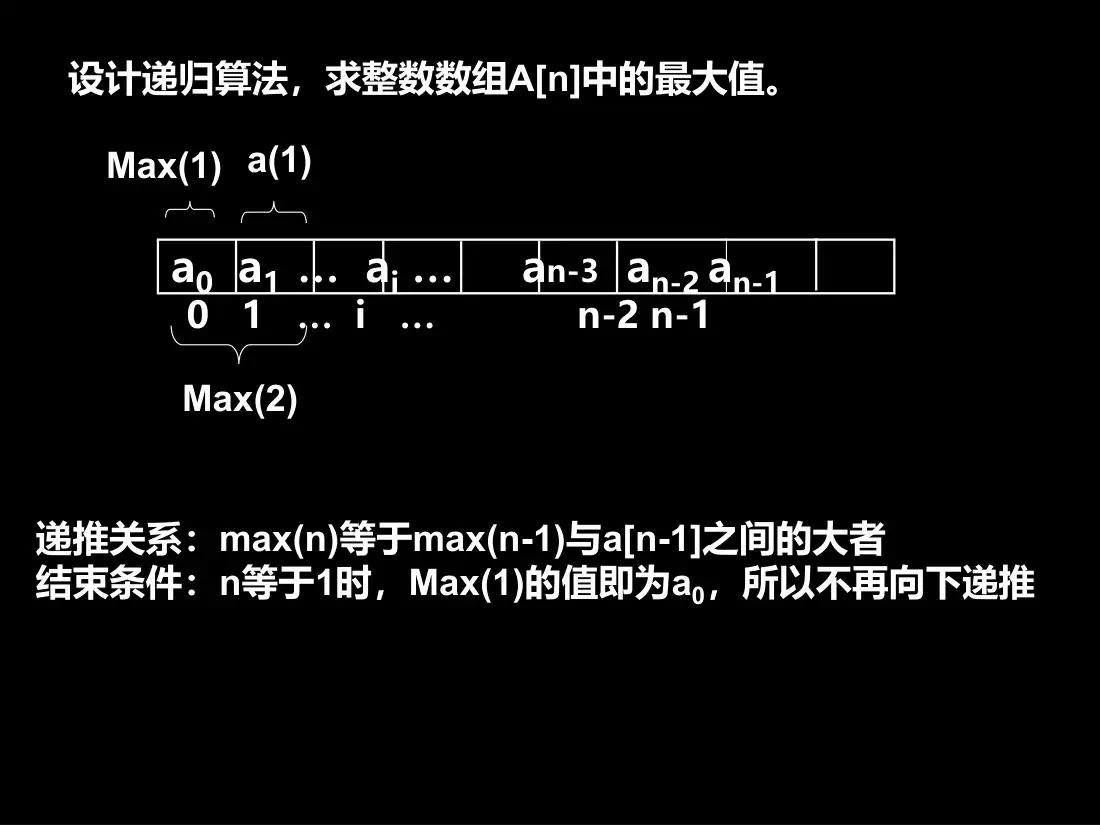 设计递归算法，求整数数组A[n]中的最大值。
Max(1) a(1)
a0 a1 … ai … an-3 an-2 an-1
0 1 … i … n-2 n-1
Max(2)
递推关系：max(n)等于max(n-1)与a[n-1]之间的大者
结束条件：n等于1时，Max(1)的值即为a0，所以不再向下递推